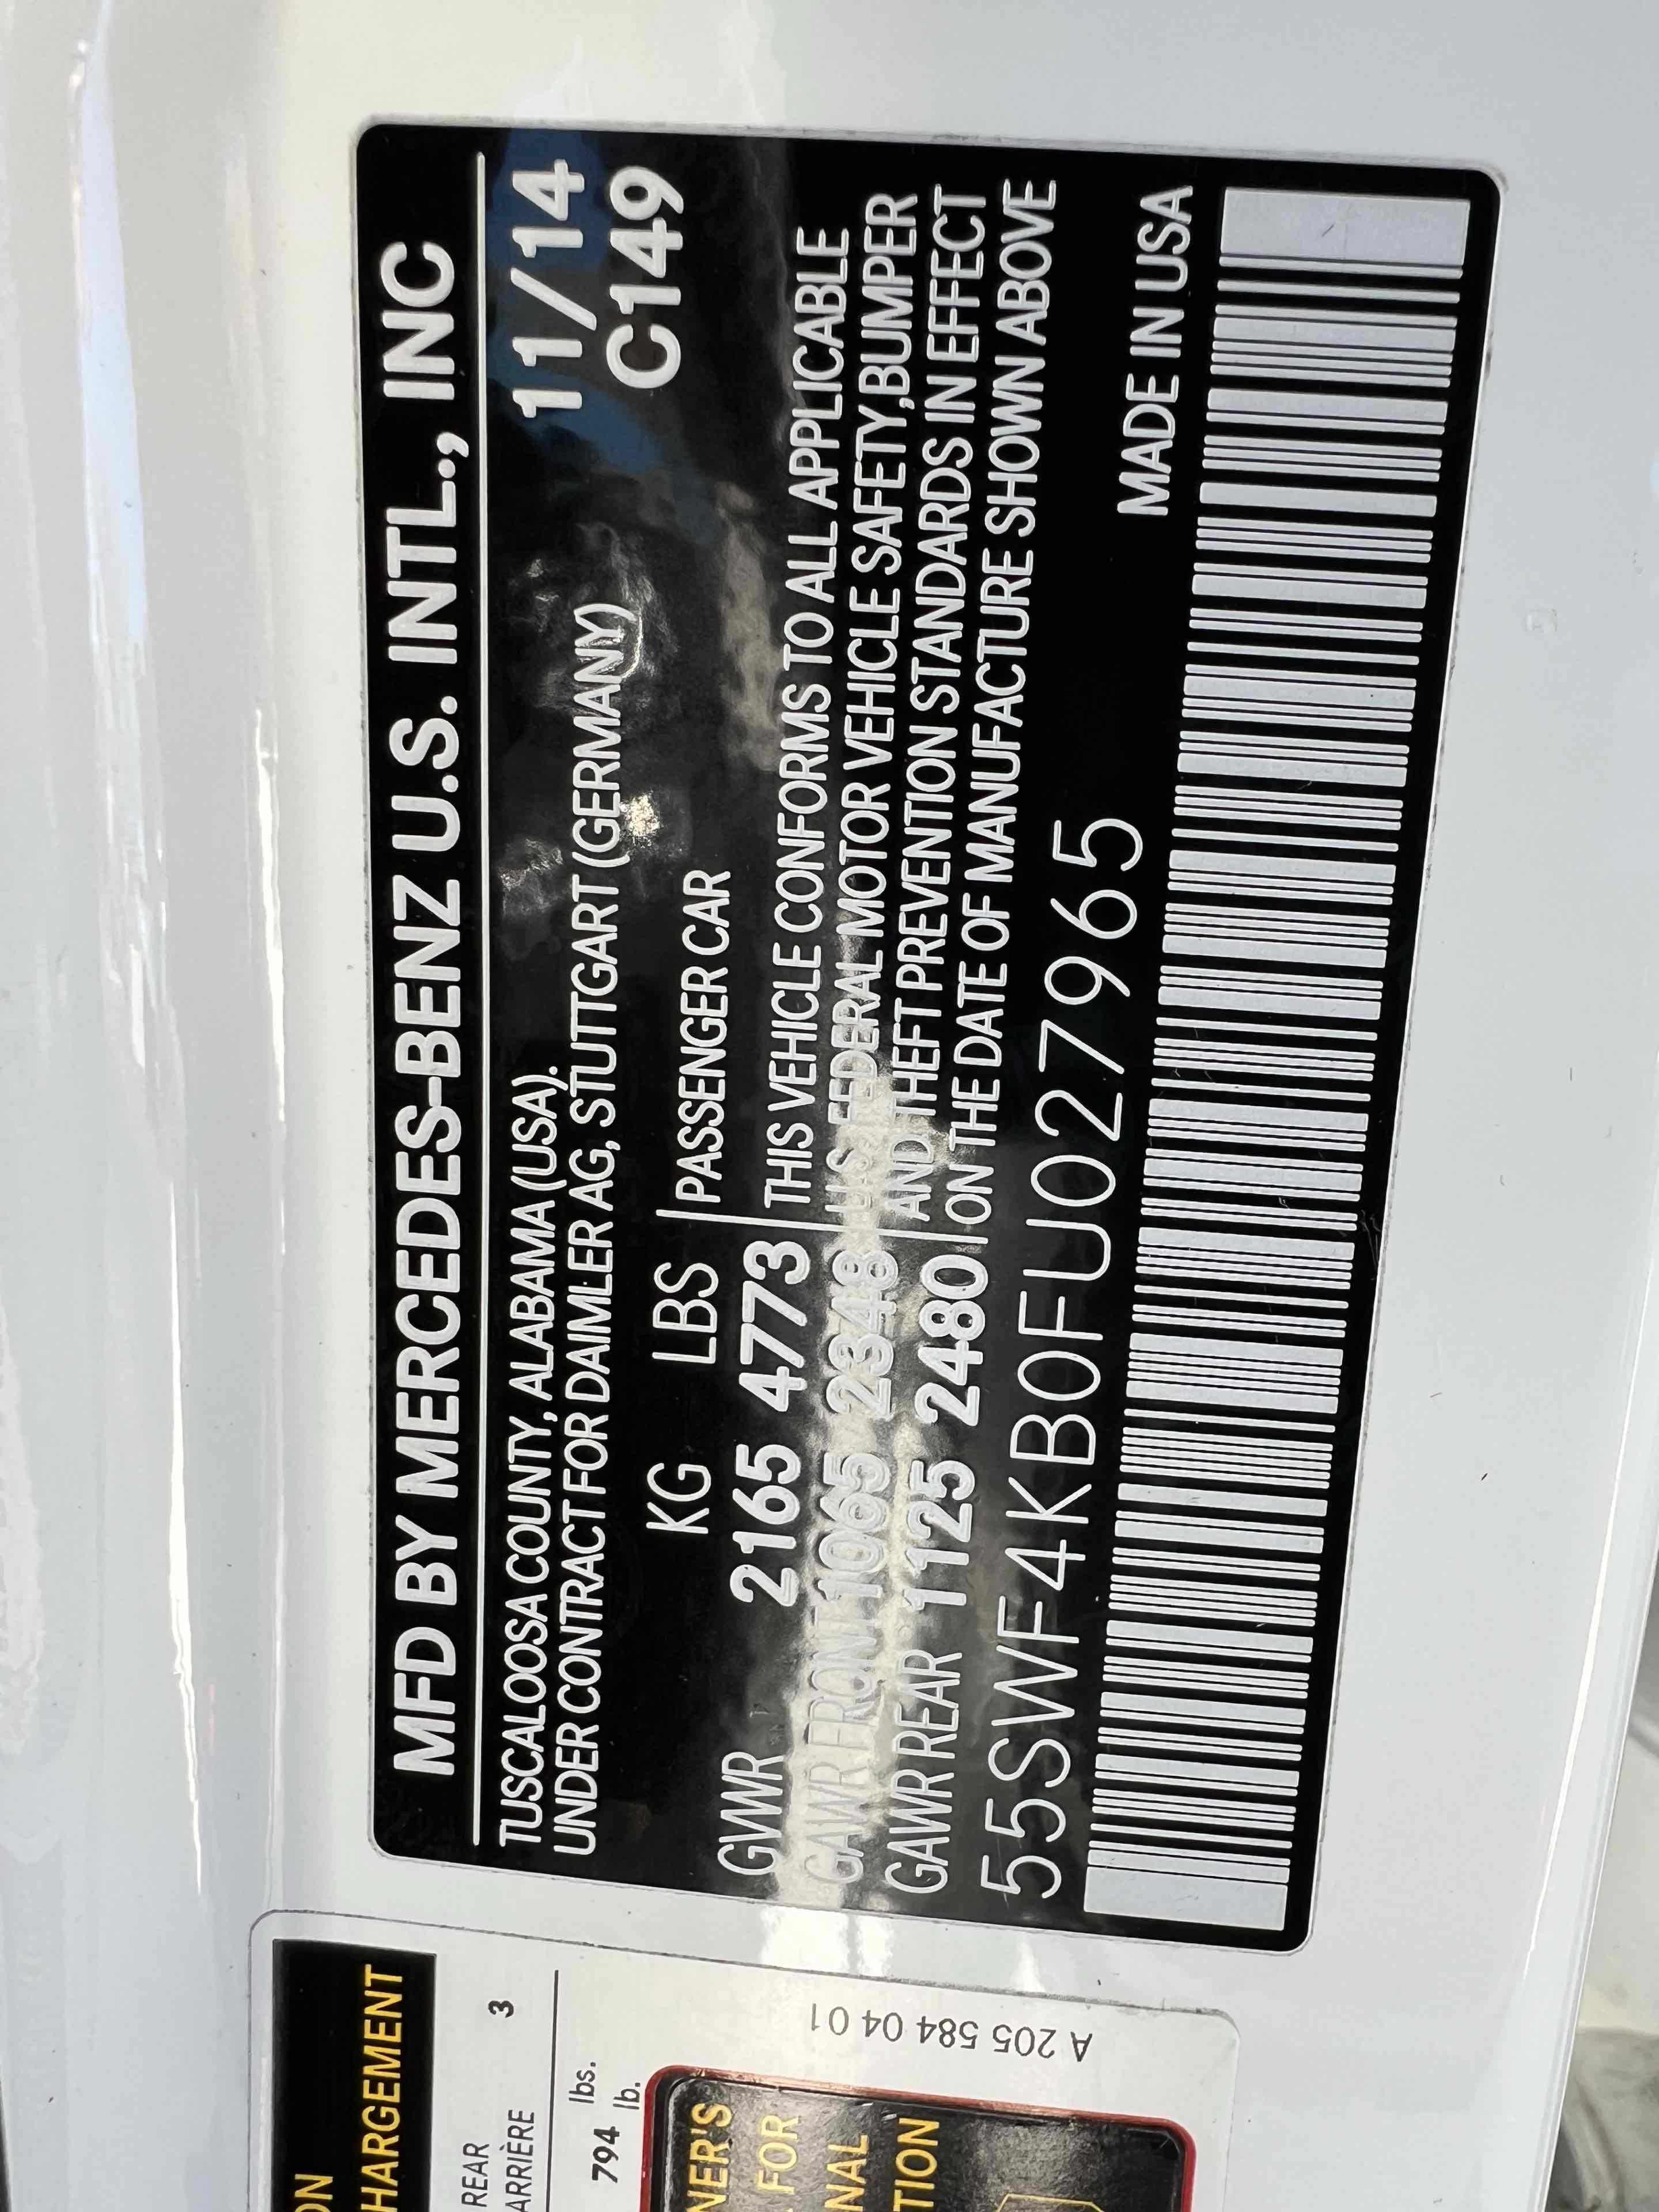 MFD BY MERCEDES-BENZ U.S. INTL., INC
TUSCALOOSA COUNTY, ALABAMA (USA). 11/14
UNDER CONTRACT FOR DAIMLER AG, STUTTGART (GERMANY) C149
KG LBS PASSENGER CAR
GVWR 2165 4773 THIS VEHICLE CONFORMS TO ALL APPLICABLE
GAWR FRONT 1065 2348 U.S. FEDERAL MOTOR VEHICLE SAFETY,BUMPER
GAWR REAR 1125 2480 AND THEFT PREVENTION STANDARDS IN EFFECT
ON THE DATE OF MANUFACTURE SHOWN ABOVE
55SWF4KB0FU027965 MADE IN USA
ON
HARGEMENT
REAR 3
ARRIÈRE
794 lbs.
lb.
NER'S
FOR
NAL
TION
A 205 584 04 01